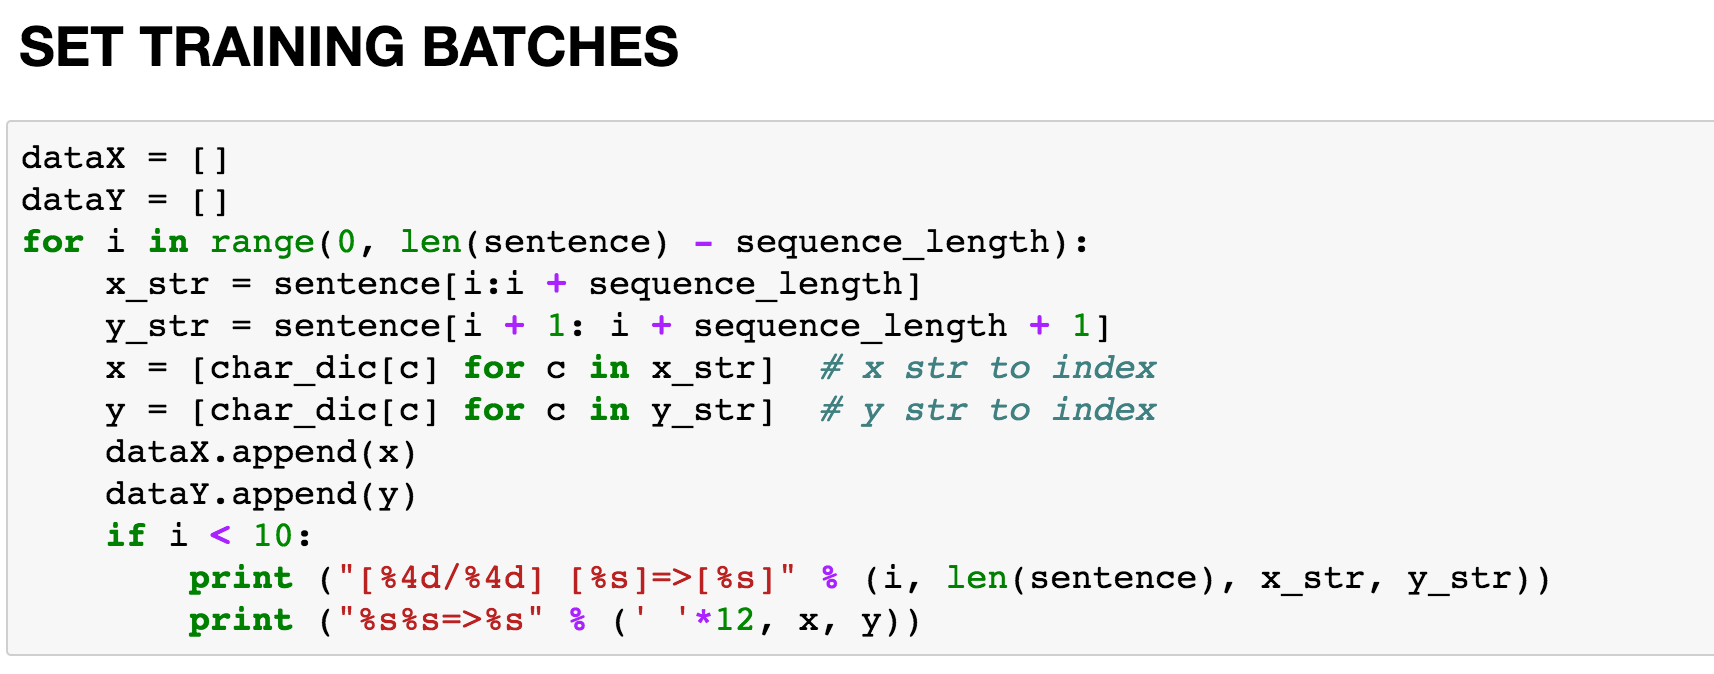 SET TRAINING BATCHES
dataX = []
dataY = []
for i in range(0, len(sentence) - sequence_length):
    x_str = sentence[i:i + sequence_length]
    y_str = sentence[i + 1: i + sequence_length + 1]
    x = [char_dic[c] for c in x_str]  # x str to index
    y = [char_dic[c] for c in y_str]  # y str to index
    dataX.append(x)
    dataY.append(y)
    if i < 10:
        print ("[%4d/%4d] [%s]=>[%s]" % (i, len(sentence), x_str, y_str))
        print ("%s%s=>%s" % (' '*12, x, y))